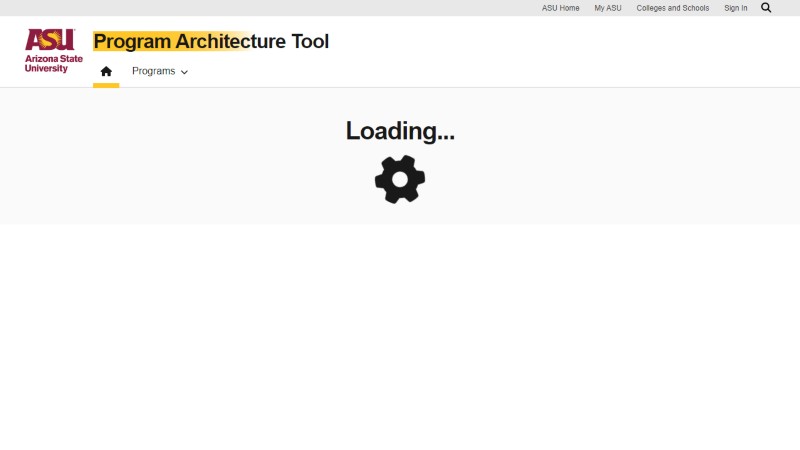 ASU Home My ASU Colleges and Schools Sign In
ASU
Arizona State
University
Program Architecture Tool
Programs
Loading...